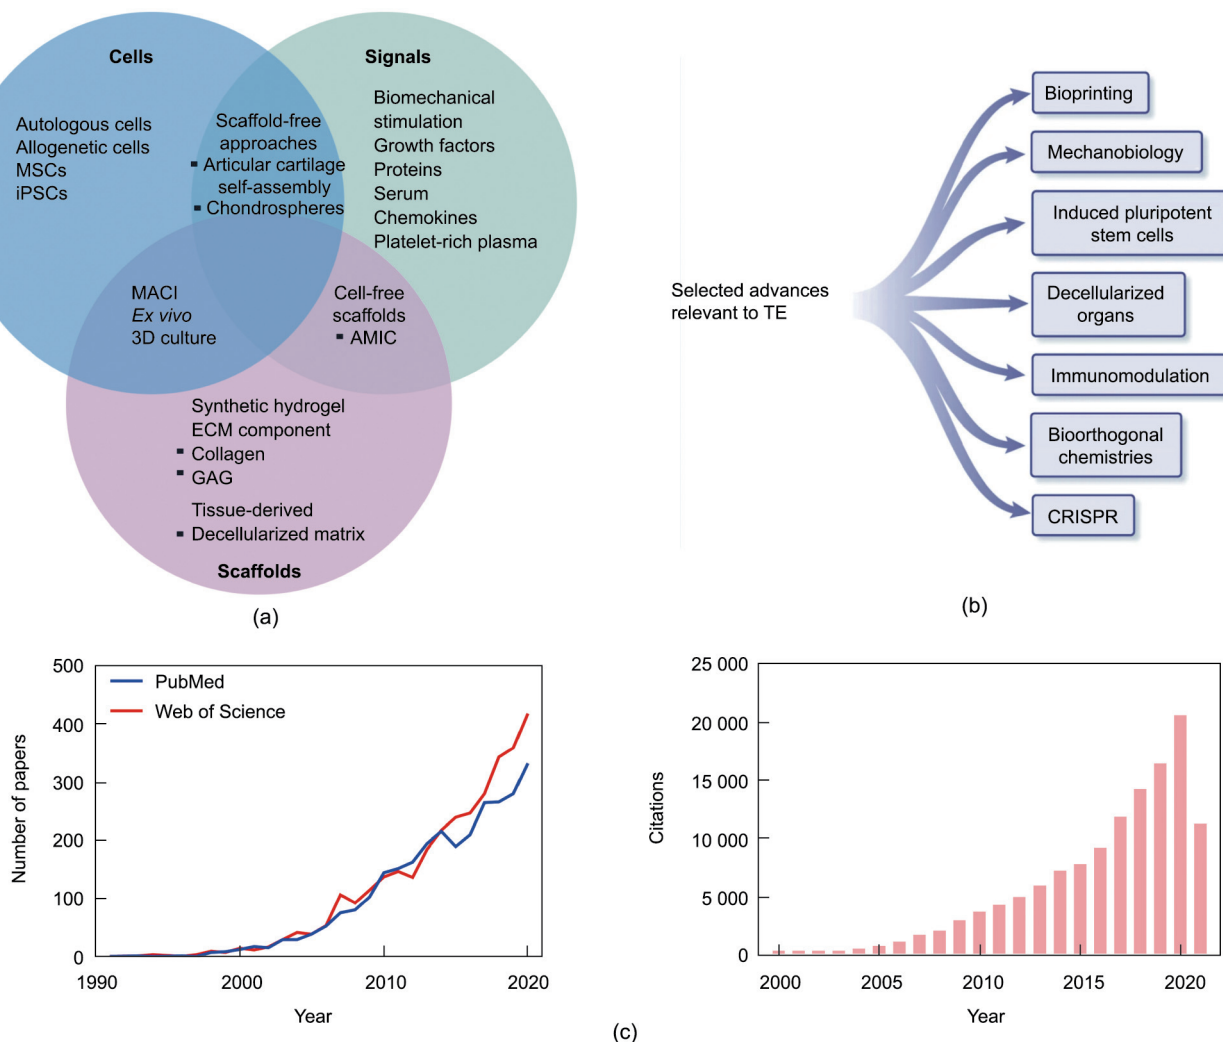 Cells
Autologous cells
Allogenetic cells
MSCs
iPSCs
Scaffold-free
approaches
▪ Articular cartilage
self-assembly
▪ Chondrospheres
Signals
Biomechanical
stimulation
Growth factors
Proteins
Serum
Chemokines
Platelet-rich plasma
MACI
Ex vivo
3D culture
Cell-free
scaffolds
▪ AMIC
Synthetic hydrogel
ECM component
▪ Collagen
▪ GAG
Tissue-derived
▪ Decellularized matrix
Scaffolds
(a)
Selected advances
relevant to TE
Bioprinting
Mechanobiology
Induced pluripotent
stem cells
Decellularized
organs
Immunomodulation
Bioorthogonal
chemistries
CRISPR
(b)
Number of papers
500
400
300
200
100
0
PubMed
Web of Science
1990
2000
2010
2020
Year
Citations
25 000
20 000
15 000
10 000
5 000
0
2000
2005
2010
2015
2020
Year
(c)